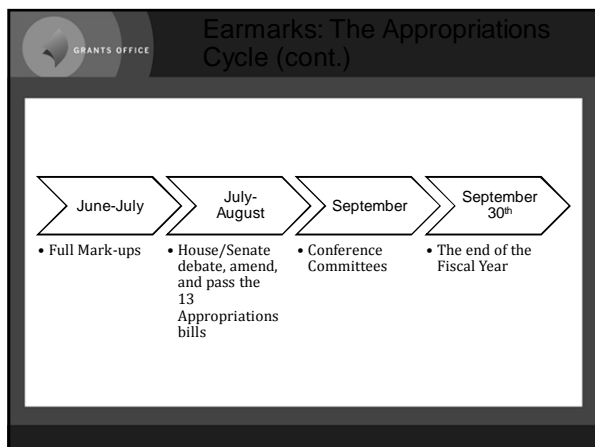 GRANTS OFFICE
Earmarks: The Appropriations
Cycle (cont.)
June-July
• Full Mark-ups
July-
August
• House/Senate
debate, amend,
and pass the
13
Appropriations
bills
September
• Conference
Committees
September
30th
• The end of the
Fiscal Year